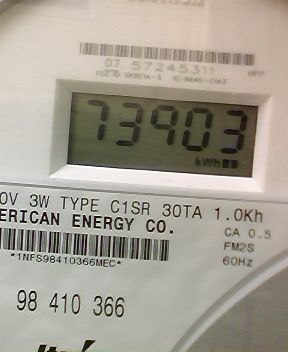 07 57245311
73903
kWh
0V 3W TYPE C1SR 30TA 1.0Kh
ERICAN ENERGY CO.
CA 0.5
FM2S
*1NFS98410366MEC*
60Hz
98 410 366